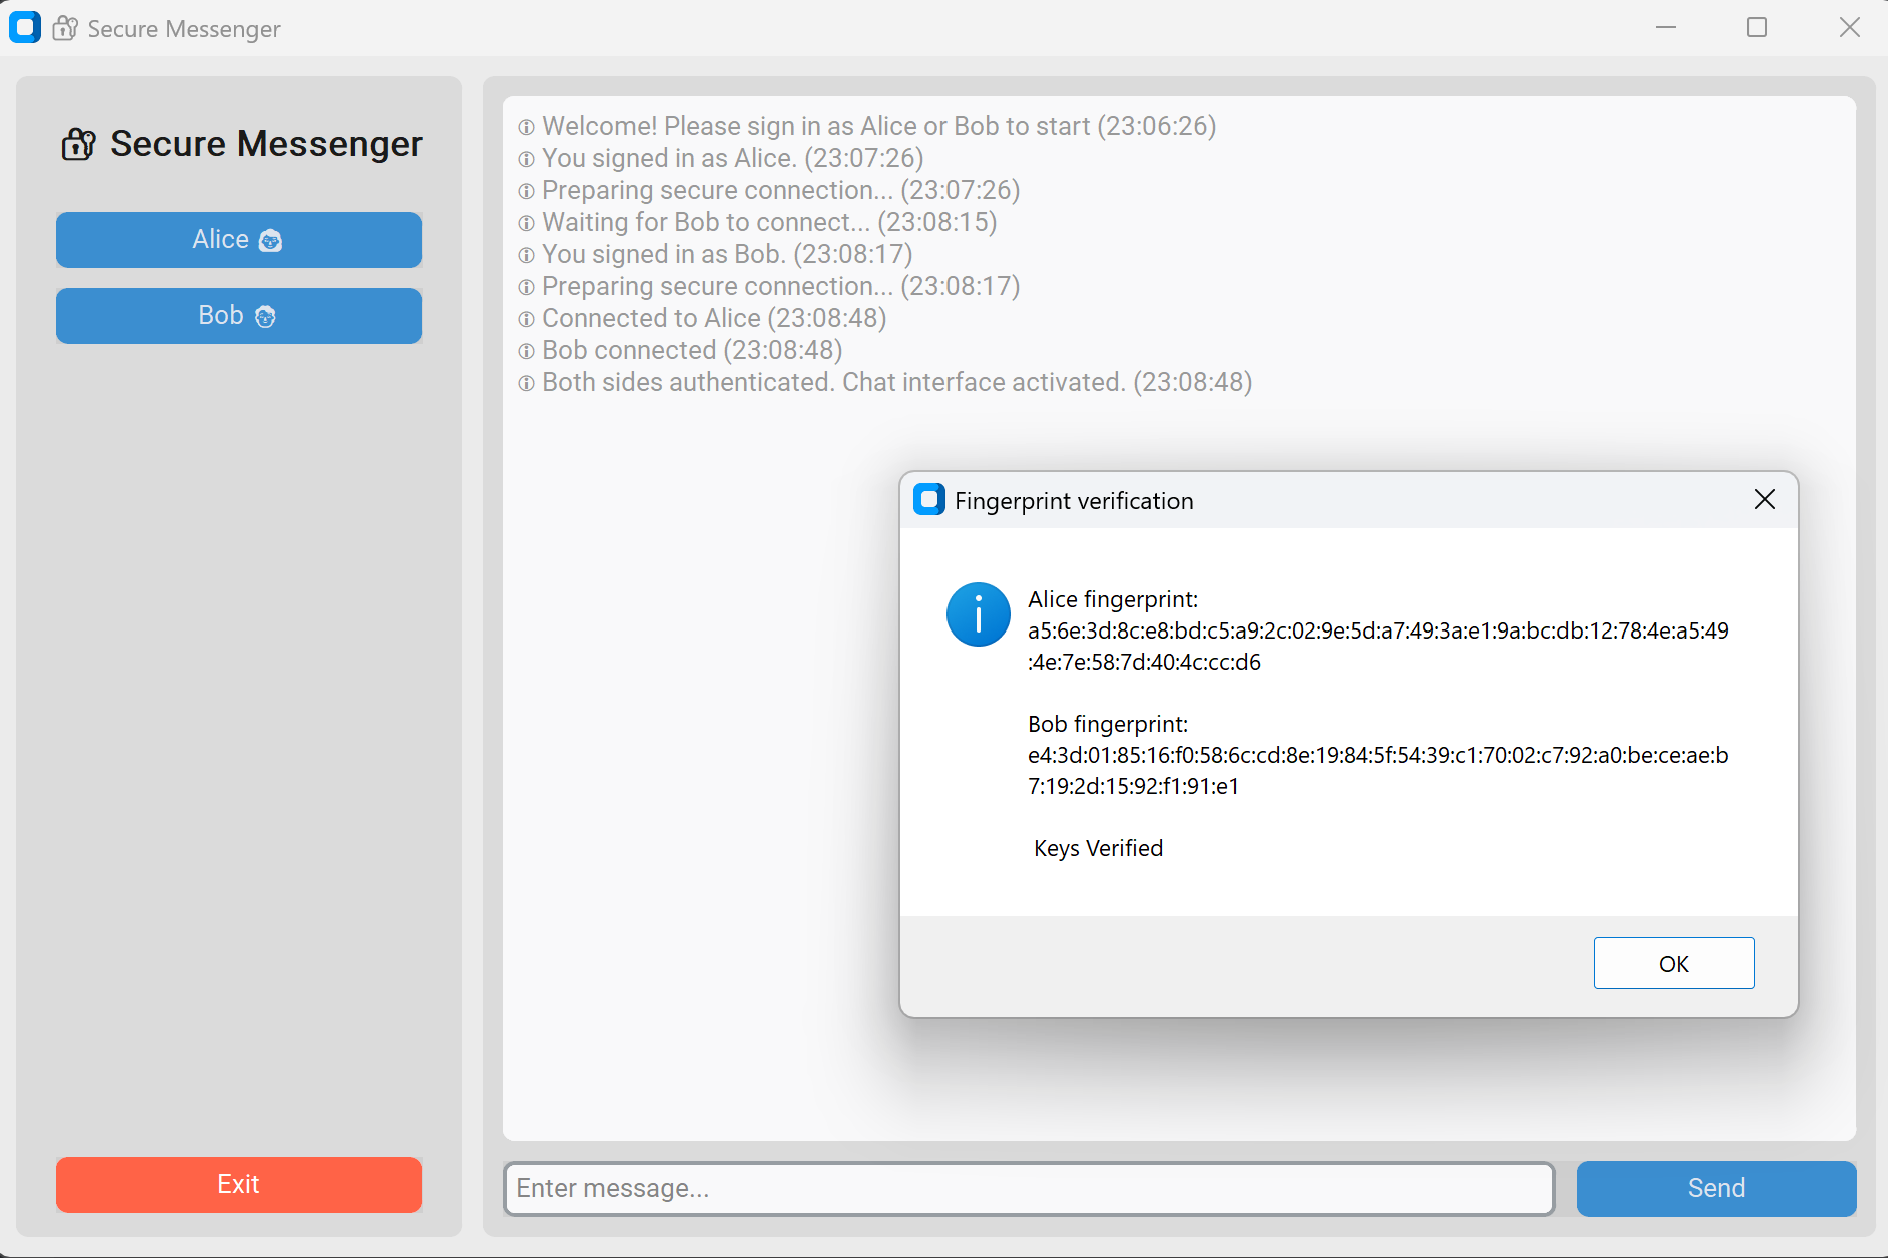 Secure Messenger
Secure Messenger
Alice
Bob
Exit
Welcome! Please sign in as Alice or Bob to start (23:06:26)
You signed in as Alice. (23:07:26)
Preparing secure connection... (23:07:26)
Waiting for Bob to connect... (23:08:15)
You signed in as Bob. (23:08:17)
Preparing secure connection... (23:08:17)
Connected to Alice (23:08:48)
Bob connected (23:08:48)
Both sides authenticated. Chat interface activated. (23:08:48)
Fingerprint verification
Alice fingerprint:
a5:6e:3d:8c:e8:bd:c5:a9:2c:02:9e:5d:a7:49:3a:e1:9a:bc:db:12:78:4e:a5:49
:4e:7e:58:7d:40:4c:cc:d6
Bob fingerprint:
e4:3d:01:85:16:f0:58:6c:cd:8e:19:84:5f:54:39:c1:70:02:c7:92:a0:be:ce:ae:b
7:19:2d:15:92:f1:91:e1
Keys Verified
OK
Enter message...
Send